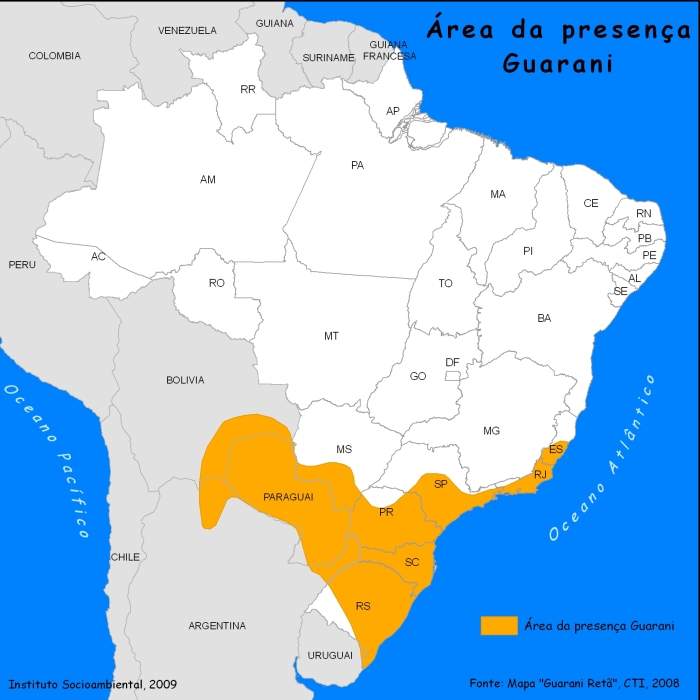 Área da presença
Guarani
GUIANA
VENEZUELA
GUIANA
FRANCESA
COLOMBIA
SURINAME
RR
AP
PA
AM
MA
CE
RN
PB
PI
PE
AC
PERU
AL
RO
TO
SE
BA
MT
DF
GO
BOLIVIA
MG
MS
ES
RJ
SP
PARAGUAI
PR
Oceano Pacífico
Oceano Atlântico
CHILE
SC
RS
ARGENTINA
Área da presença Guarani
URUGUAI
Instituto Socioambiental, 2009
Fonte: Mapa "Guarani Retã", CTI, 2008